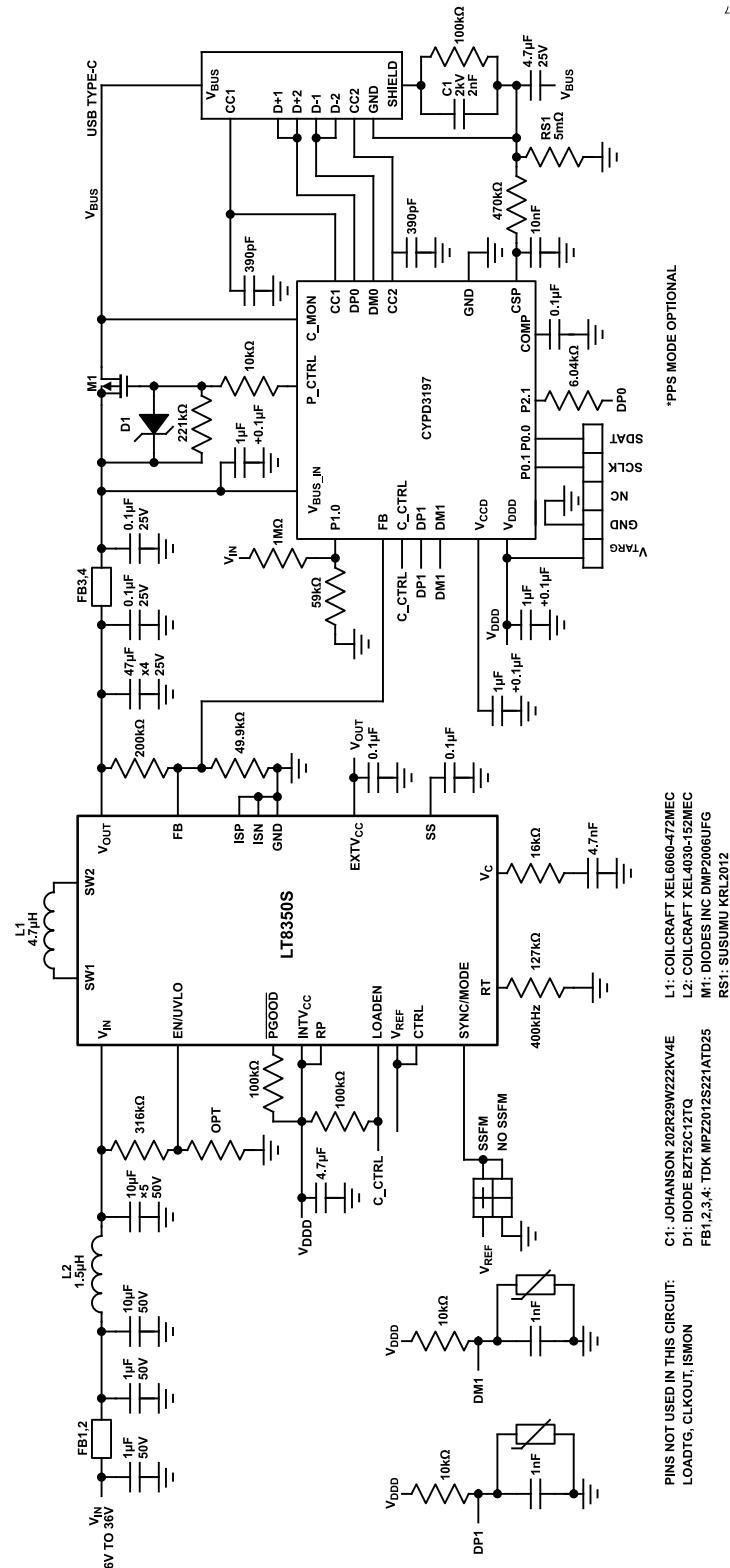 7
V_IN
6V TO 36V
1µF
50V
FB1,2
1µF
50V
10µF
50V
L2
1.5µH
10µF
×5
50V
316kΩ
OPT
V_IN
EN/UVLO
L1
4.7µH
SW1
SW2
LT8350S
V_OUT
FB
ISP
ISN
GND
EXTV_CC
V_OUT
0.1µF
SS
0.1µF
PGOOD
100kΩ
INTV_CC
RP
100kΩ
LOADEN
C_CTRL
V_DDD
4.7µF
V_REF
CTRL
SYNC/MODE
SSFM
NO SSFM
V_REF
RT
400kHz
127kΩ
V_C
16kΩ
4.7nF
200kΩ
49.9kΩ
47µF
x4
25V
0.1µF
25V
FB3,4
0.1µF
25V
M1
D1
221kΩ
10kΩ
1µF
+0.1µF
V_BUS
USB TYPE-C
V_BUS
CC1
D+1
D+2
D-1
D-2
CC2
GND
SHIELD
100kΩ
C1
2kV
2nF
4.7µF
25V
V_BUS
RS1
5mΩ
470kΩ
10nF
390pF
390pF
V_BUS_IN
P_CTRL
C_MON
CC1
DP0
DM0
CC2
GND
CSP
CYPD3197
V_IN
1MΩ
P1.0
59kΩ
FB
C_CTRL
C_CTRL
DP1
DP1
DM1
DM1
V_CCD
V_DDD
V_DDD
1µF
+0.1µF
1µF
+0.1µF
P0.1
P0.0
P2.1
COMP
0.1µF
6.04kΩ
DP0
VTARG
GND
NC
SCLK
SDAT
*PPS MODE OPTIONAL
V_DDD
10kΩ
DP1
1nF
V_DDD
10kΩ
DM1
1nF
PINS NOT USED IN THIS CIRCUIT:
LOADTG, CLKOUT, ISMON
C1: JOHANSON 202R29W222KV4E
D1: DIODE BZT52C12TQ
FB1,2,3,4: TDK MPZ2012S221ATD25
L1: COILCRAFT XEL6060-472MEC
L2: COILCRAFT XEL4030-152MEC
M1: DIODES INC DMP2006UFG
RS1: SUSUMU KRL2012